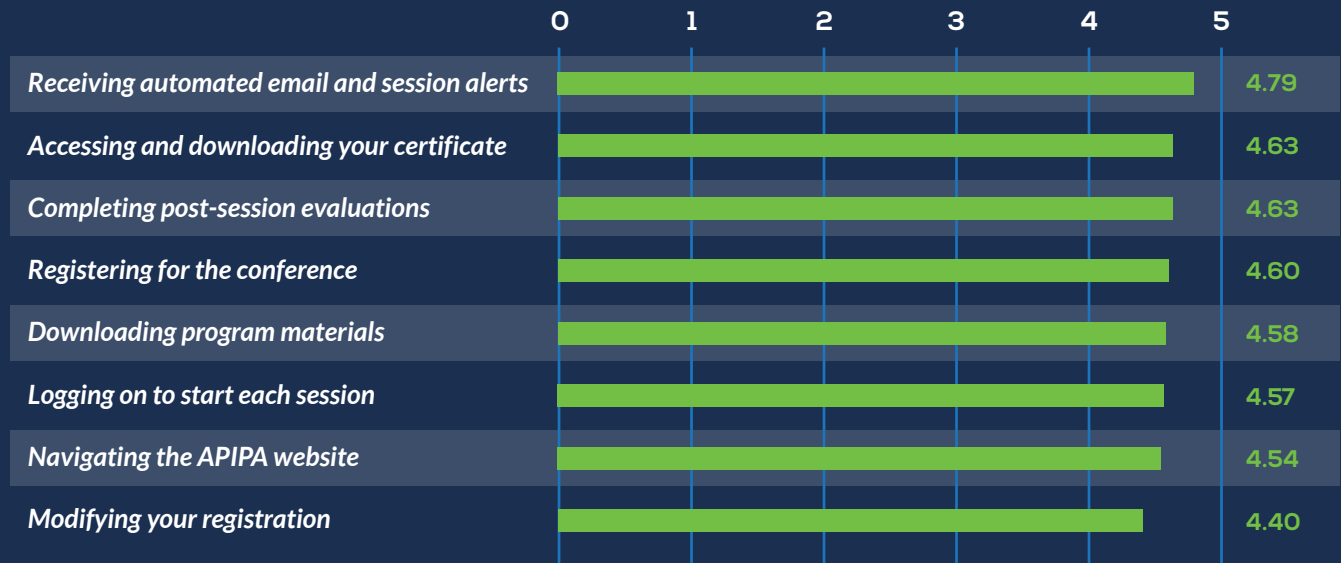 0 1 2 3 4 5
Receiving automated email and session alerts 4.79
Accessing and downloading your certificate 4.63
Completing post-session evaluations 4.63
Registering for the conference 4.60
Downloading program materials 4.58
Logging on to start each session 4.57
Navigating the APIPA website 4.54
Modifying your registration 4.40